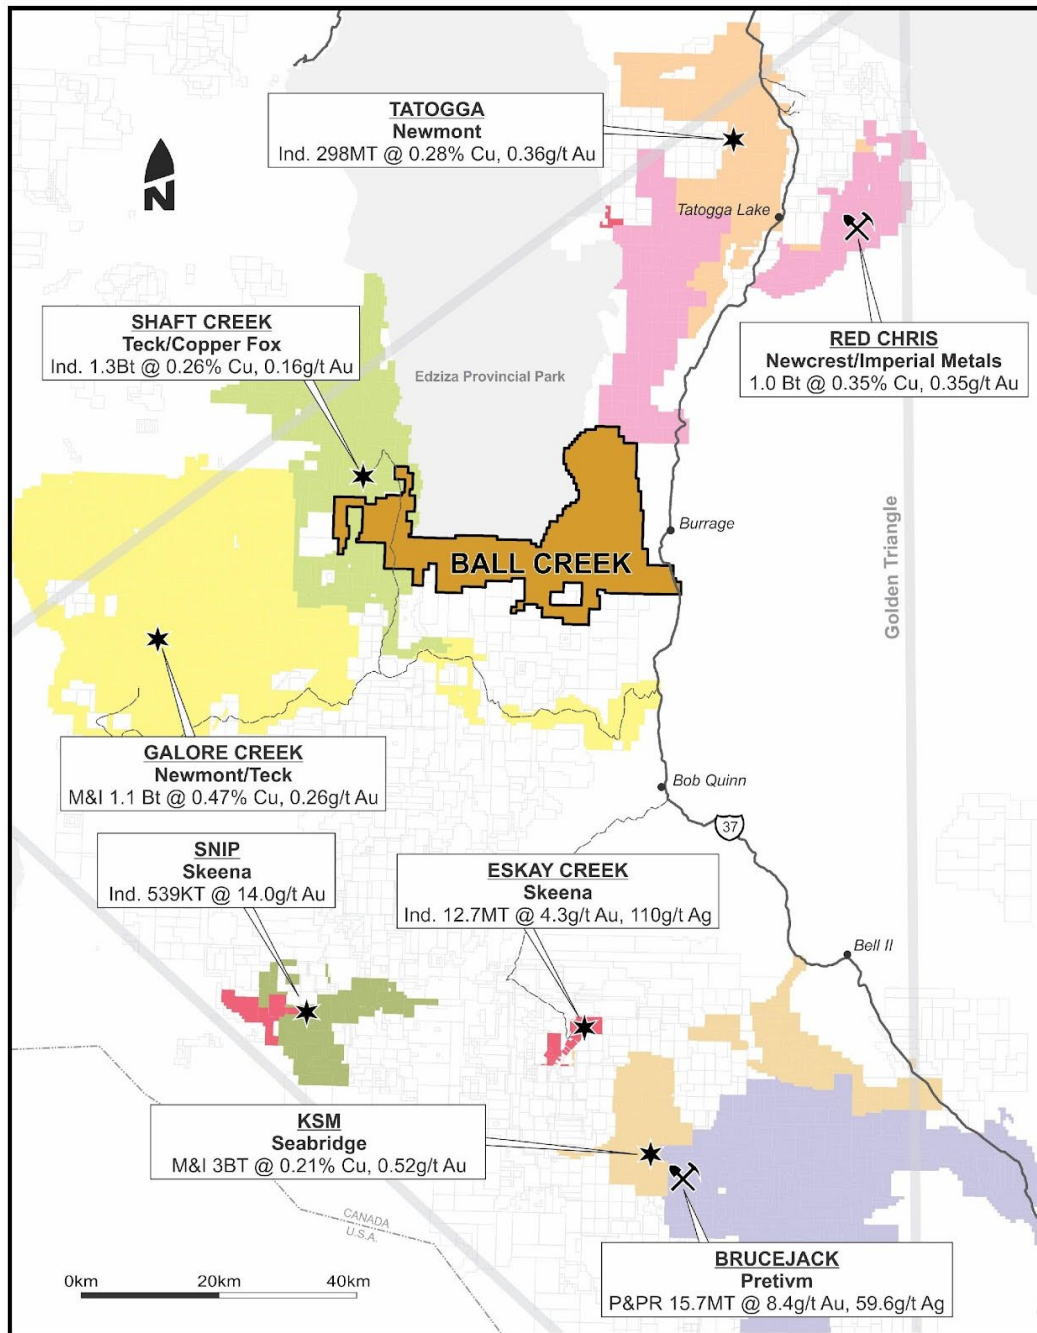 TATOGGA
Newmont
Ind. 298MT @ 0.28% Cu, 0.36g/t Au
N
Tatogga Lake
SHAFT CREEK
Teck/Copper Fox
Ind. 1.3Bt @ 0.26% Cu, 0.16g/t Au
RED CHRIS
Newcrest/Imperial Metals
1.0 Bt @ 0.35% Cu, 0.35g/t Au
Edziza Provincial Park
Burrage
BALL CREEK
Golden Triangle
GALORE CREEK
Newmont/Teck
M&I 1.1 Bt @ 0.47% Cu, 0.26g/t Au
Bob Quinn
37
SNIP
Skeena
Ind. 539KT @ 14.0g/t Au
ESKAY CREEK
Skeena
Ind. 12.7MT @ 4.3g/t Au, 110g/t Ag
Bell II
KSM
Seabridge
M&I 3BT @ 0.21% Cu, 0.52g/t Au
CANADA
U.S.A.
BRUCEJACK
Pretivm
P&PR 15.7MT @ 8.4g/t Au, 59.6g/t Ag
0km 20km 40km